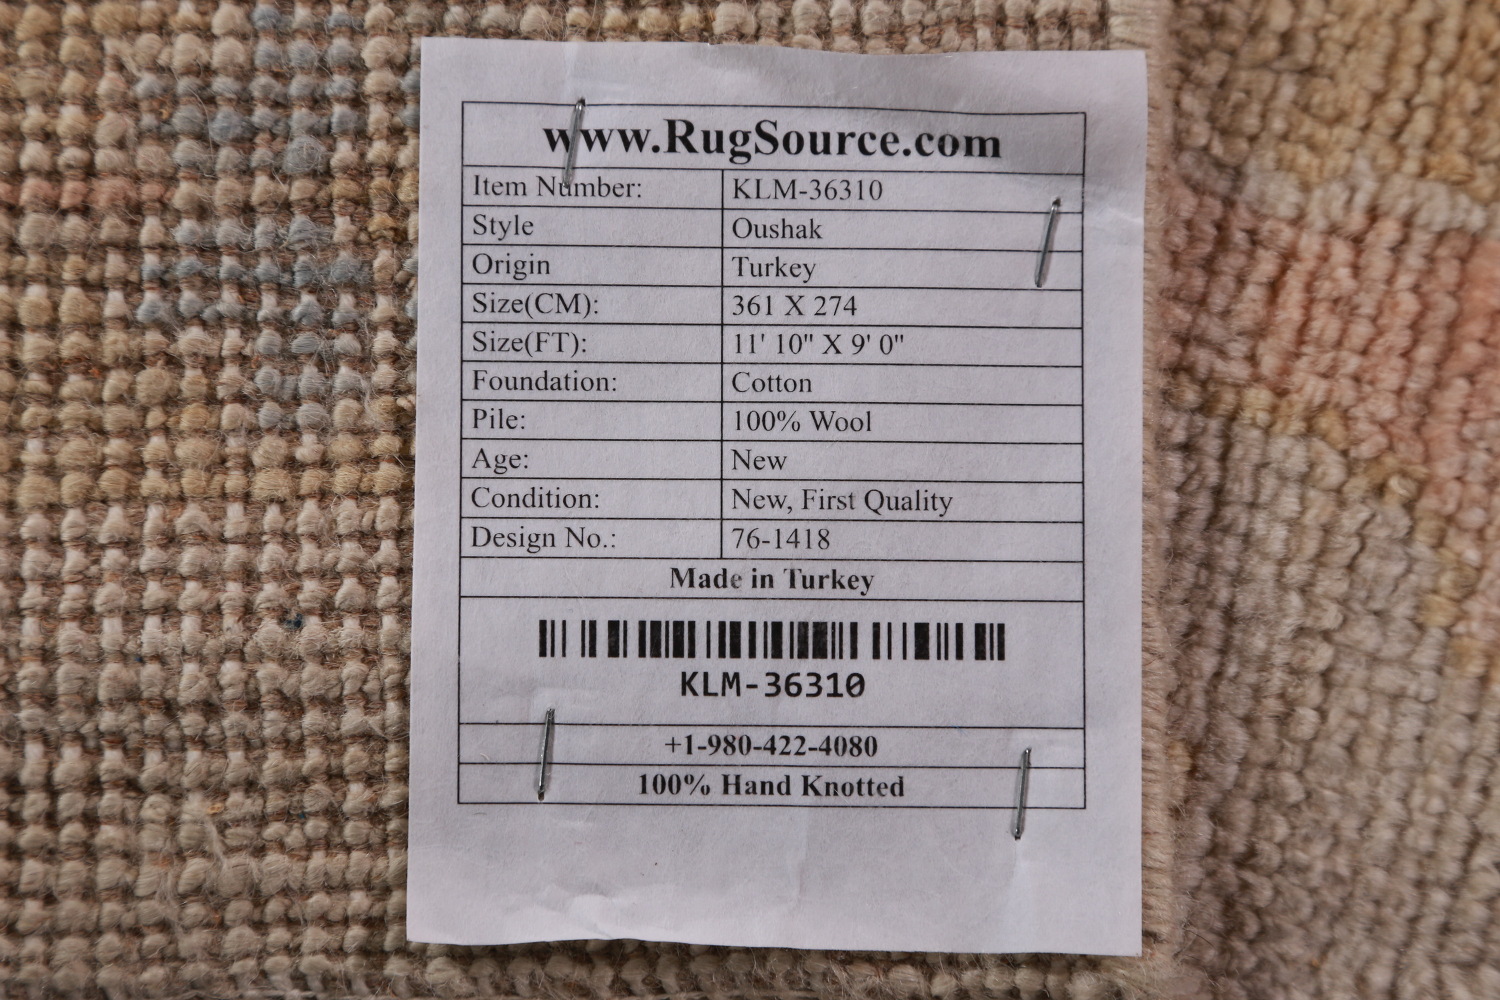 www.RugSource.com
Item Number: KLM-36310
Style Oushak
Origin Turkey
Size(CM): 361 X 274
Size(FT): 11' 10" X 9' 0"
Foundation: Cotton
Pile: 100% Wool
Age: New
Condition: New, First Quality
Design No.: 76-1418
Made in Turkey
KLM-36310
+1-980-422-4080
100% Hand Knotted